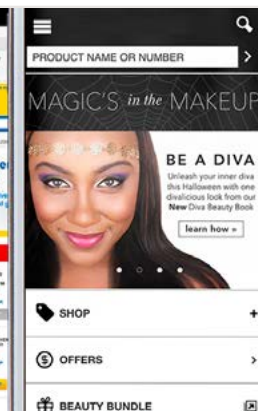 PRODUCT NAME OR NUMBER
MAGIC'S in the MAKEUP
BE A DIVA
Unleash your inner diva
this Halloween with one
divalicious look from our
New Diva Beauty Book
learn how »
SHOP
OFFERS
BEAUTY BUNDLE